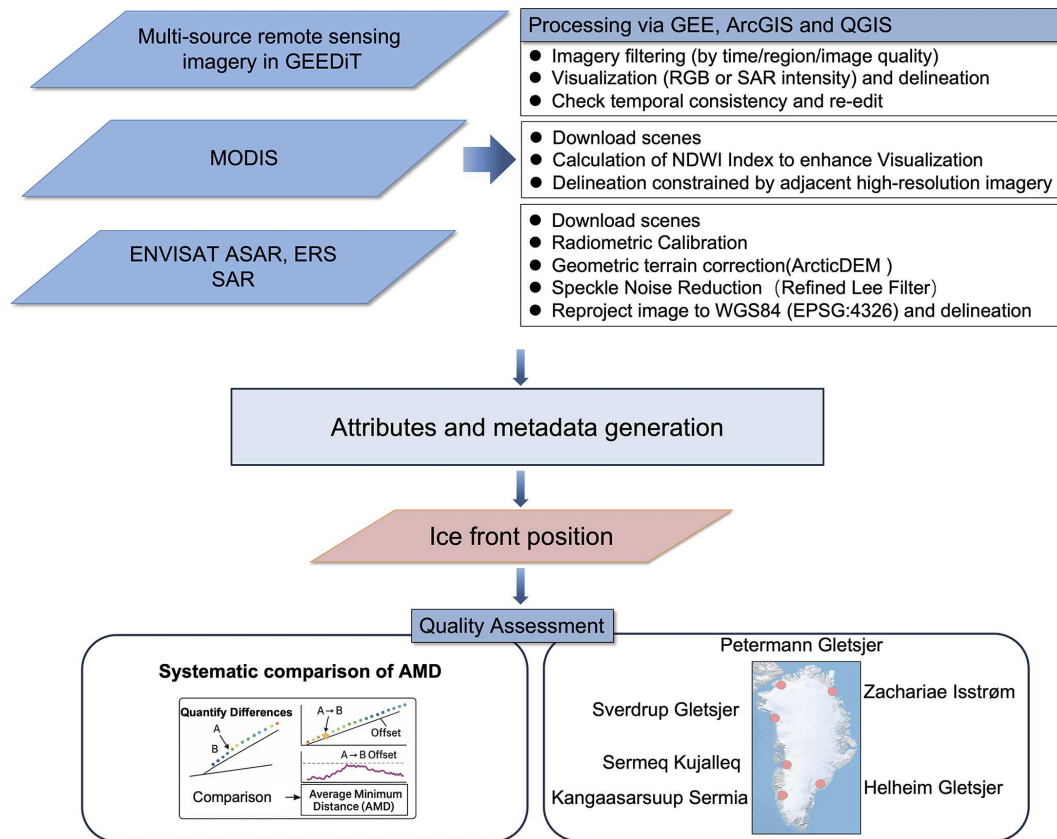 Multi-source remote sensing
imagery in GEEDiT
Processing via GEE, ArcGIS and QGIS
● Imagery filtering (by time/region/image quality)
● Visualization (RGB or SAR intensity) and delineation
● Check temporal consistency and re-edit
MODIS
● Download scenes
● Calculation of NDWI Index to enhance Visualization
● Delineation constrained by adjacent high-resolution imagery
ENVISAT ASAR, ERS
SAR
● Download scenes
● Radiometric Calibration
● Geometric terrain correction(ArcticDEM )
● Speckle Noise Reduction（Refined Lee Filter）
● Reproject image to WGS84 (EPSG:4326) and delineation
Attributes and metadata generation
Ice front position
Quality Assessment
Systematic comparison of AMD
Quantify Differences
A
B
A→B
Offset
A→B Offset
Comparison
Average Minimum
Distance (AMD)
Petermann Gletsjer
Zachariae Isstrøm
Sverdrup Gletsjer
Sermeq Kujalleq
Kangaasarsuup Sermia
Helheim Gletsjer